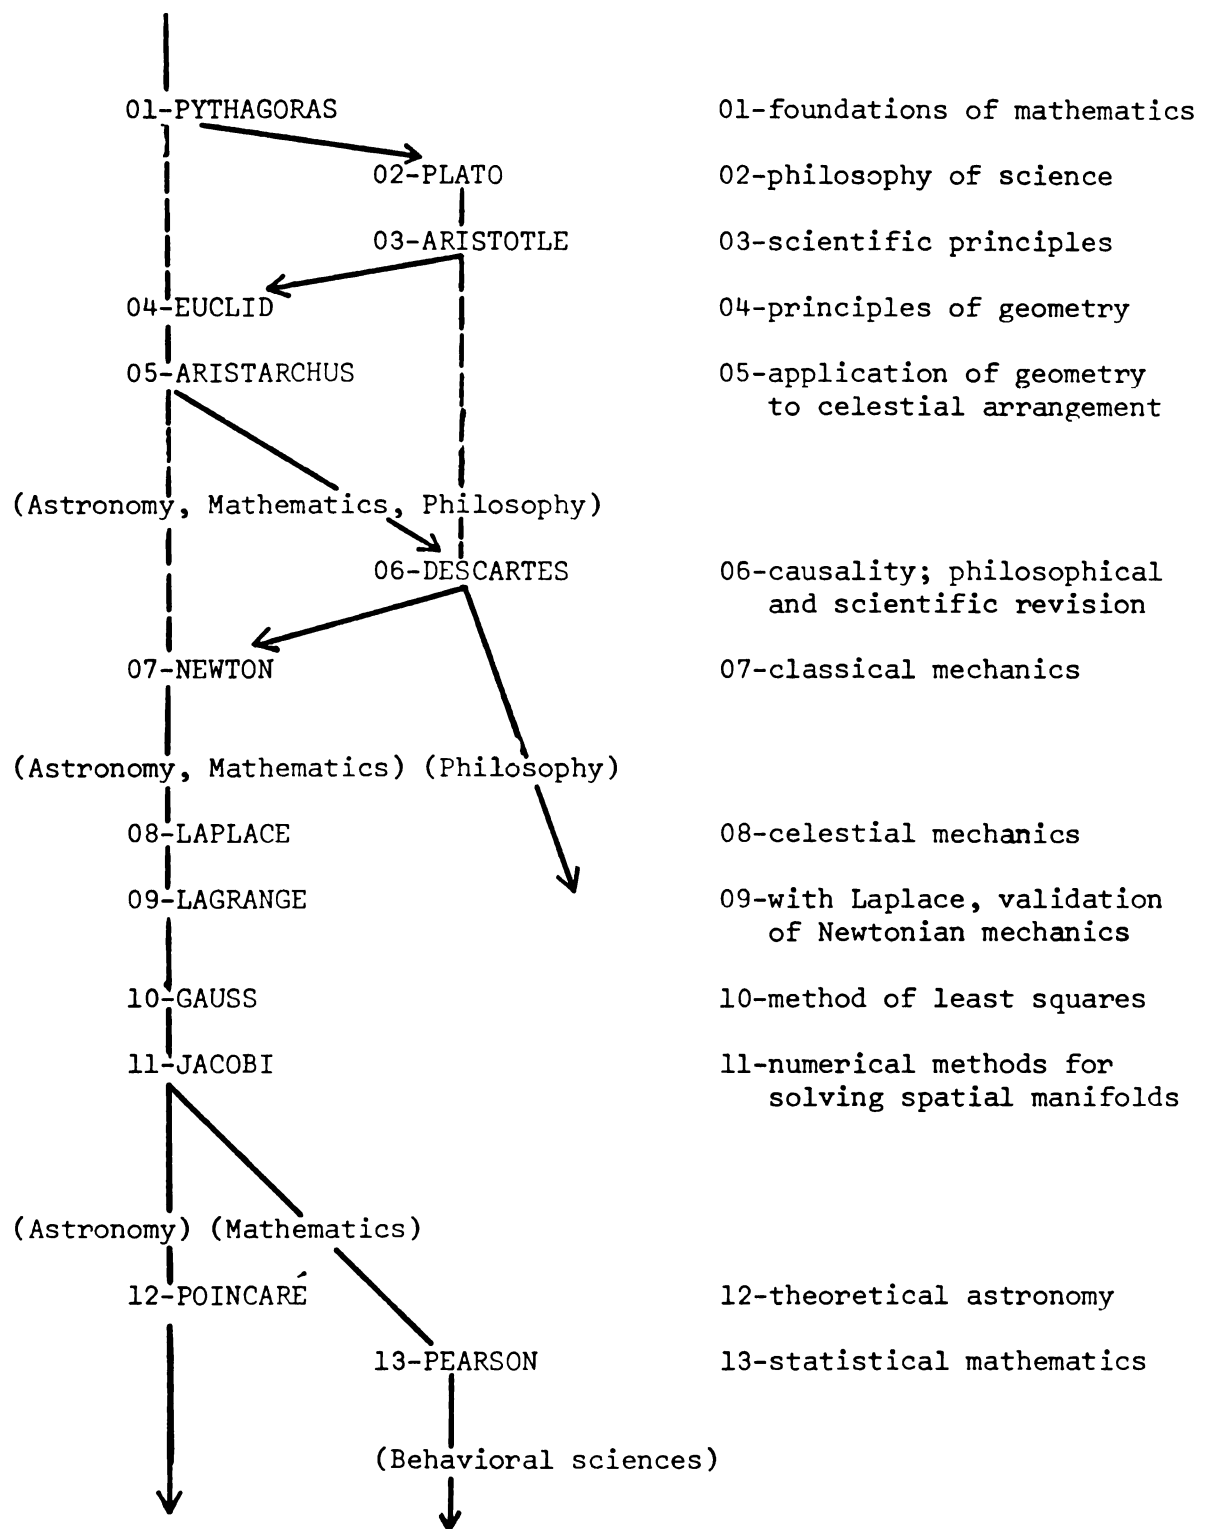 01-PYTHAGORAS 01-foundations of mathematics
02-PLATO 02-philosophy of science
03-ARISTOTLE 03-scientific principles
04-EUCLID 04-principles of geometry
05-ARISTARCHUS 05-application of geometry
to celestial arrangement
(Astronomy, Mathematics, Philosophy)
06-DESCARTES 06-causality; philosophical
and scientific revision
07-NEWTON 07-classical mechanics
(Astronomy, Mathematics) (Philosophy)
08-LAPLACE 08-celestial mechanics
09-LAGRANGE 09-with Laplace, validation
of Newtonian mechanics
10-GAUSS 10-method of least squares
11-JACOBI 11-numerical methods for
solving spatial manifolds
(Astronomy) (Mathematics)
12-POINCARÉ 12-theoretical astronomy
13-PEARSON 13-statistical mathematics
(Behavioral sciences)